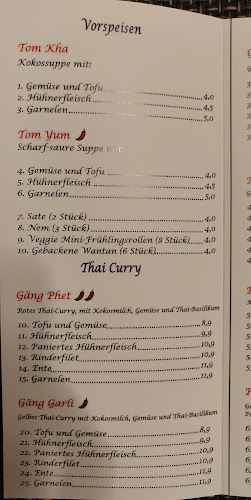 Vorspeisen
Tom Kha
Kokossuppe mit:
1. Gemüse und Tofu 4,0
2. Hühnerfleisch 4,5
3. Garnelen 5,0
Tom Yum
Scharf-saure Suppe mit:
4. Gemüse und Tofu 4,0
5. Hühnerfleisch 4,5
6. Garnelen 5,0
7. Sate (2 Stück) 4,0
8. Nem (3 Stück) 4,0
9. Veggie Mini-Frühlingsrollen (8 Stück) 4,0
10. Gebackene Wantan (6 Stück) 4,0
Thai Curry
Gäng Phet
Rotes Thai-Curry, mit Kokosmilch, Gemüse und Thai-Basilikum
10. Tofu und Gemüse 8,9
11. Hühnerfleisch 9,9
12. Paniertes Hühnerfleisch 10,9
13. Rinderfilet 10,9
14. Ente 11,9
15. Garnelen 11,9
Gäng Garli
Gelbes Thai-Curry mit Kokosmilch, Gemüse und Thai-Basilikum
20. Tofu und Gemüse 8,9
21. Hühnerfleisch 9,9
22. Paniertes Hühnerfleisch 10,9
23. Rinderfilet 10,9
24. Ente 11,9
25. Garnelen 11,9